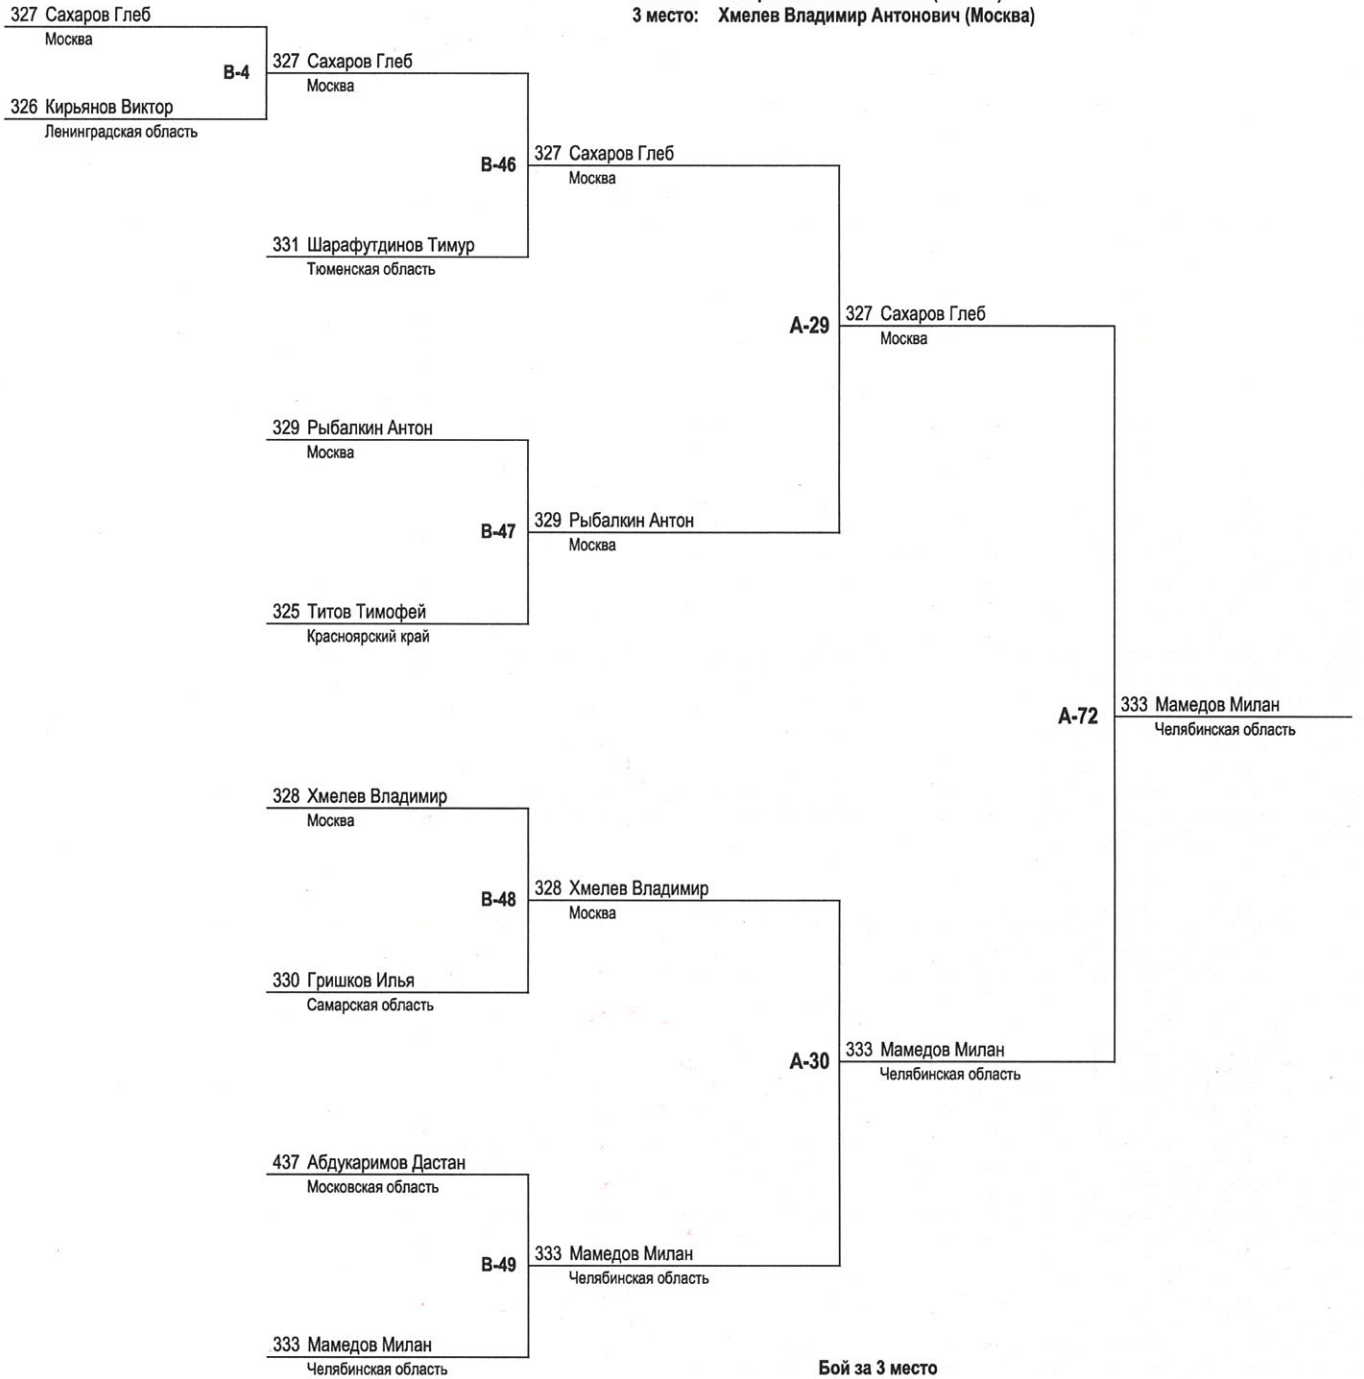 327 Сахаров Глеб
Москва
3 место: Хмелев Владимир Антонович (Москва)
B-4
327 Сахаров Глеб
Москва
326 Кирьянов Виктор
Ленинградская область
B-46
327 Сахаров Глеб
Москва
331 Шарафутдинов Тимур
Тюменская область
A-29
327 Сахаров Глеб
Москва
329 Рыбалкин Антон
Москва
B-47
329 Рыбалкин Антон
Москва
325 Титов Тимофей
Красноярский край
A-72
333 Мамедов Милан
Челябинская область
328 Хмелев Владимир
Москва
B-48
328 Хмелев Владимир
Москва
330 Гришков Илья
Самарская область
A-30
333 Мамедов Милан
Челябинская область
437 Абдукаримов Дастан
Московская область
B-49
333 Мамедов Милан
Челябинская область
333 Мамедов Милан
Челябинская область
Бой за 3 место